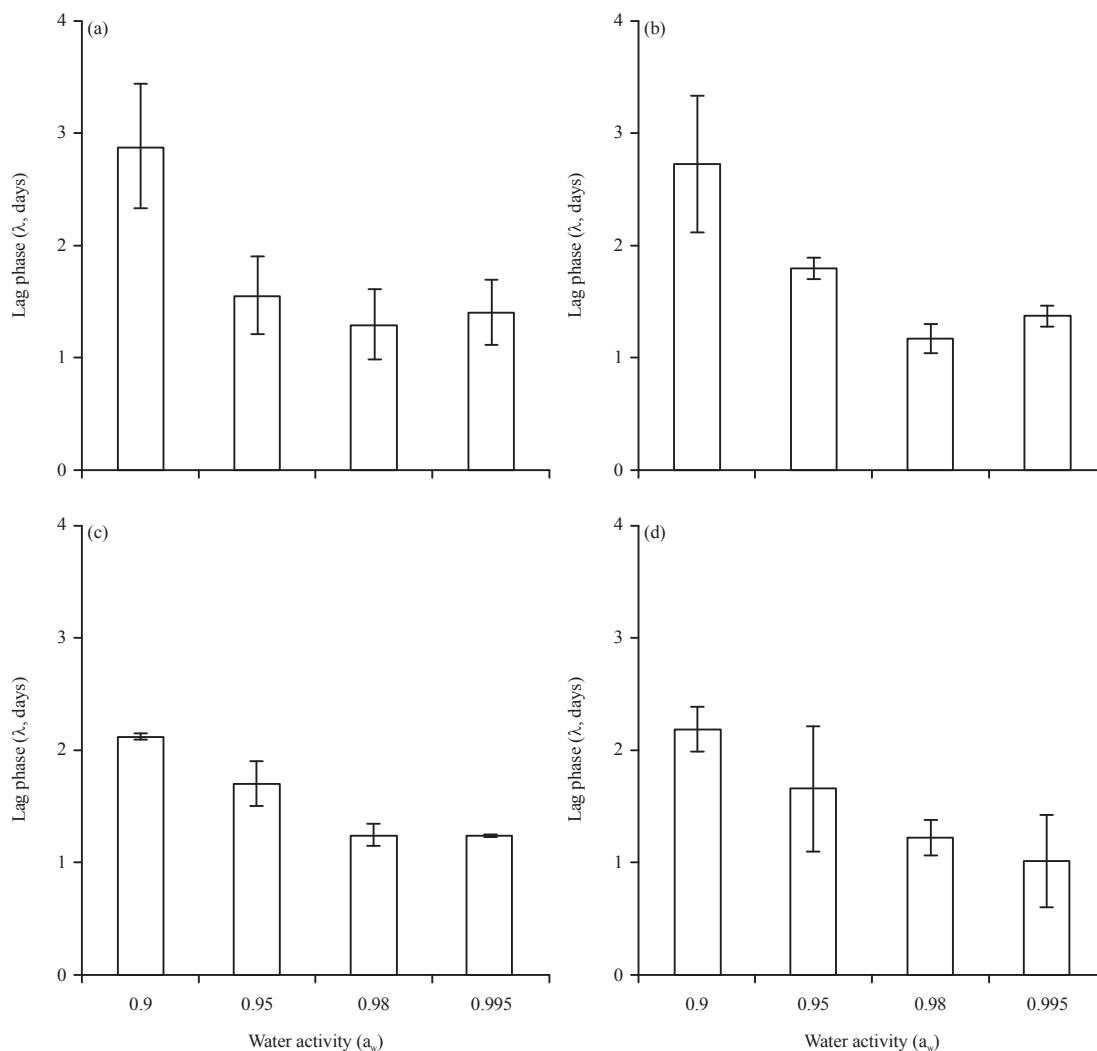 (a)
4
3
2
1
0
Lag phase (λ, days)
(b)
4
3
2
1
0
Lag phase (λ, days)
(c)
4
3
2
1
0
Lag phase (λ, days)
0.9 0.95 0.98 0.995
Water activity (a_w)
(d)
4
3
2
1
0
Lag phase (λ, days)
0.9 0.95 0.98 0.995
Water activity (a_w)